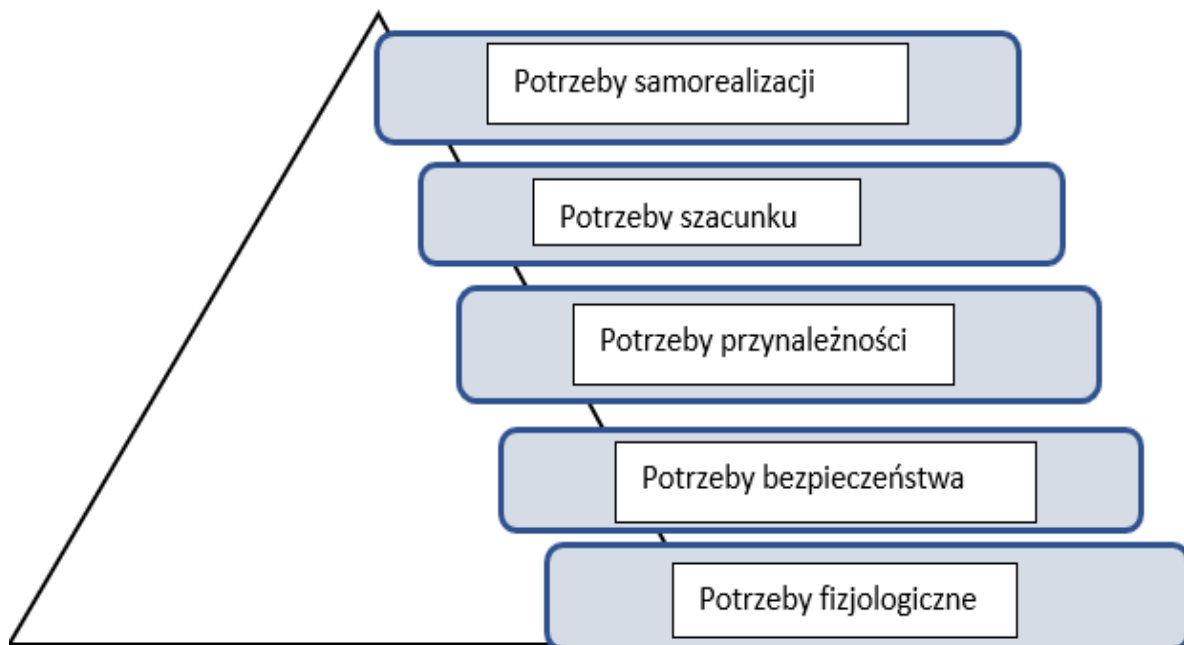 Potrzeby samorealizacji
Potrzeby szacunku
Potrzeby przynależności
Potrzeby bezpieczeństwa
Potrzeby fizjologiczne